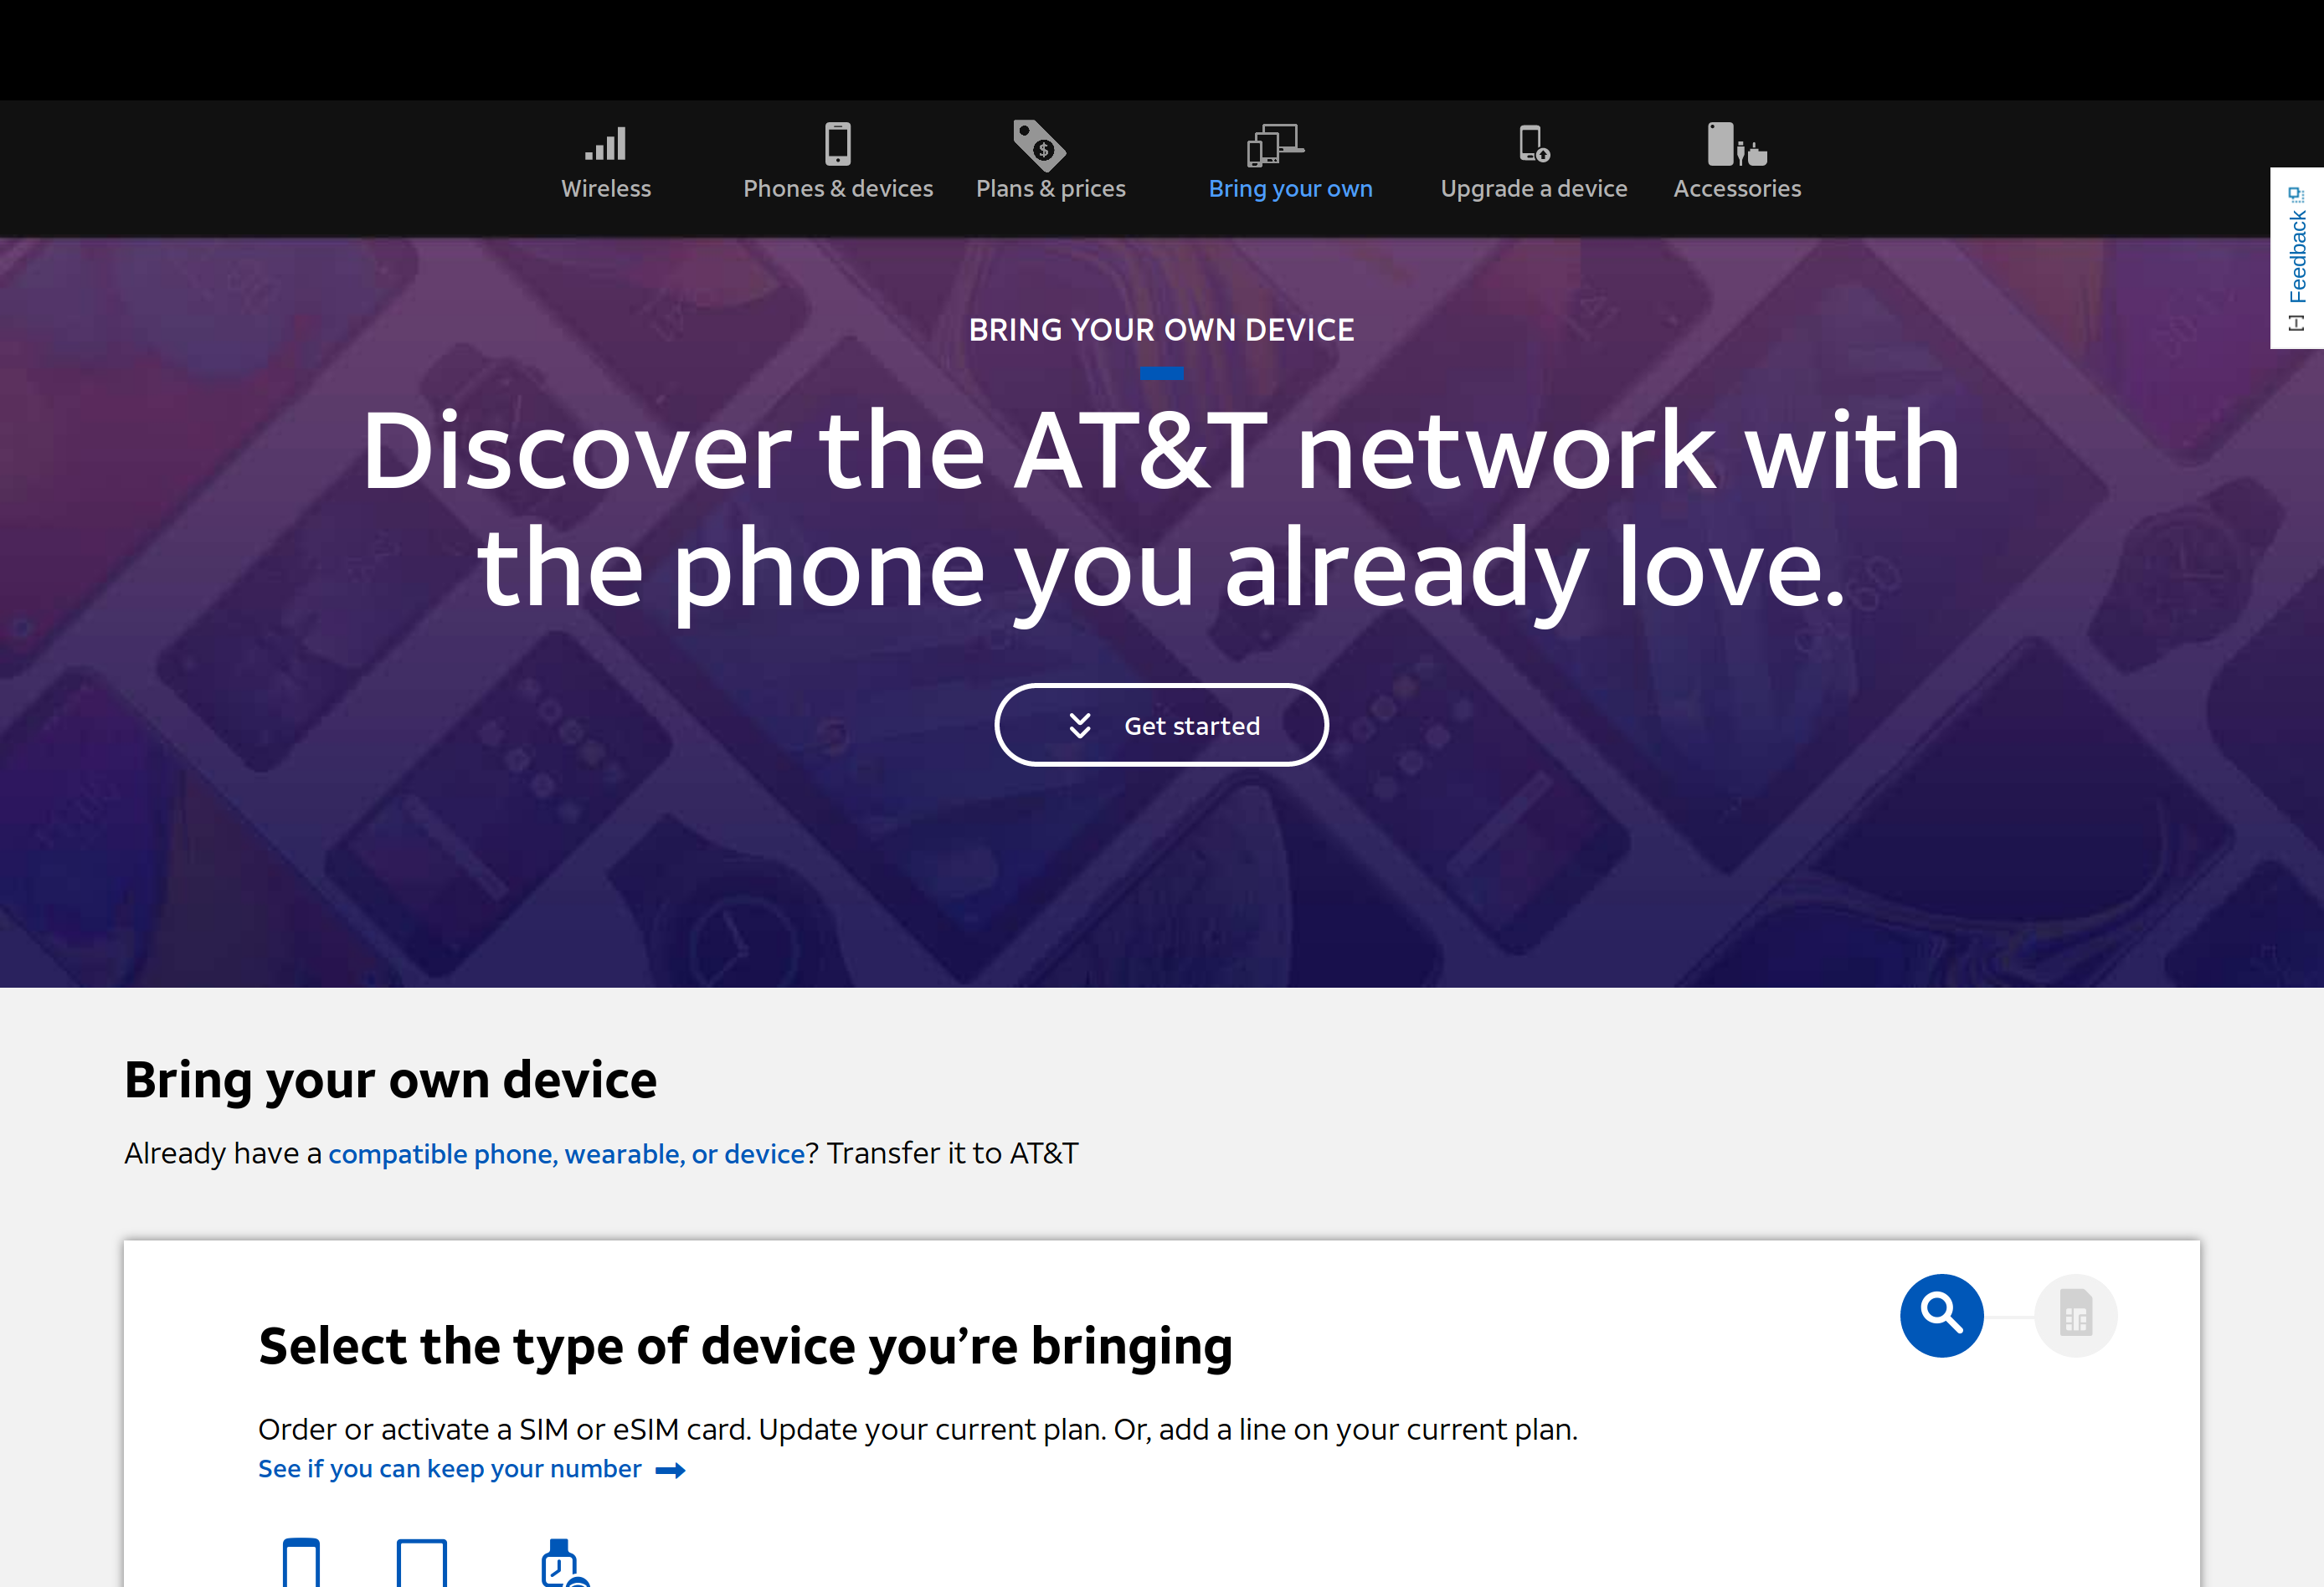 Wireless
Phones & devices
Plans & prices
Bring your own
Upgrade a device
Accessories
[-] Feedback
BRING YOUR OWN DEVICE
Discover the AT&T network with
the phone you already love.
Get started
Bring your own device
Already have a compatible phone, wearable, or device? Transfer it to AT&T
Select the type of device you’re bringing
Order or activate a SIM or eSIM card. Update your current plan. Or, add a line on your current plan.
See if you can keep your number